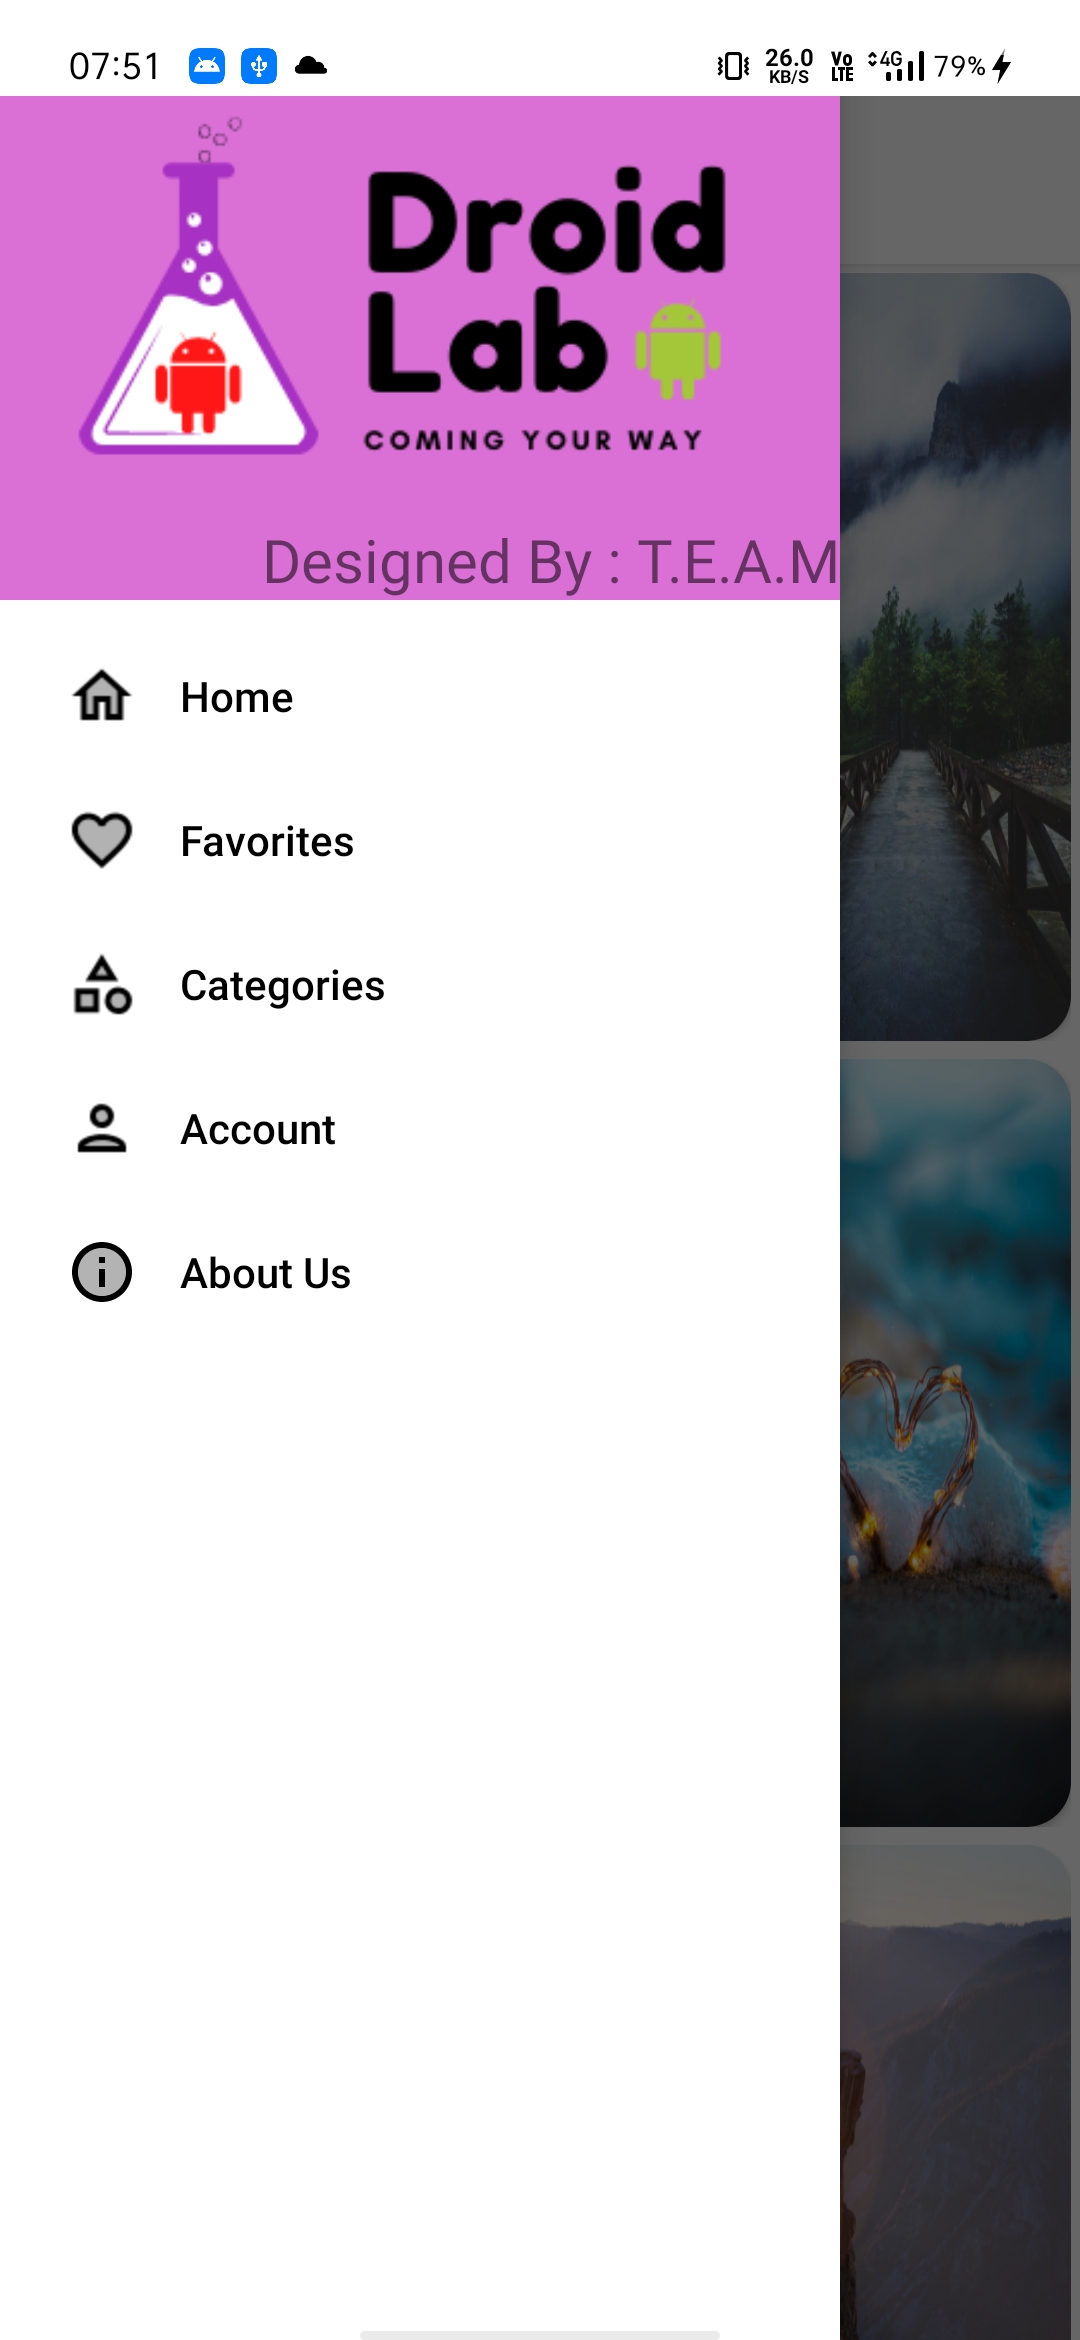 07:51 26.0 KB/S Vo LTE 4G 79%
Droid
Lab
COMING YOUR WAY
Designed By : T.E.A.M
Home
Favorites
Categories
Account
About Us